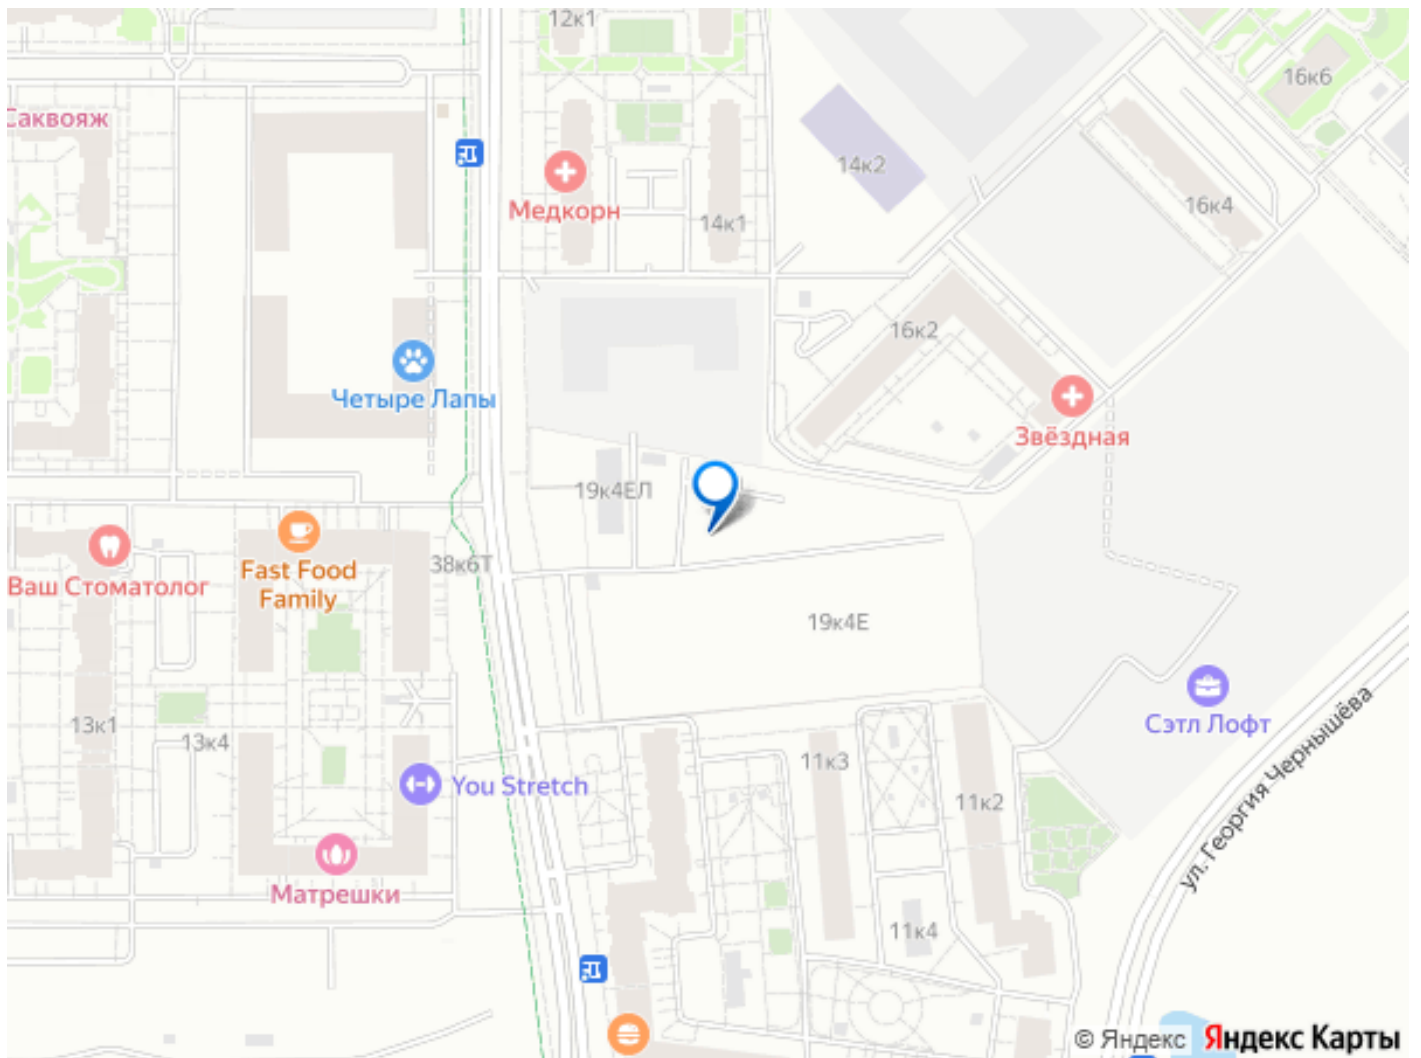 12к1
16к6
Саквояж
14к2
Медкорн
14к1
16к4
16к2
Четыре Лапы
Звёздная
19к4ЕЛ
38к6Т
Fast Food
Family
Ваш Стоматолог
19к4Е
13к1
13к4
Сэтл Лофт
ул. Георгия Чернышёва
11к3
You Stretch
11к2
Матрешки
11к4
© Яндекс Яндекс Карты